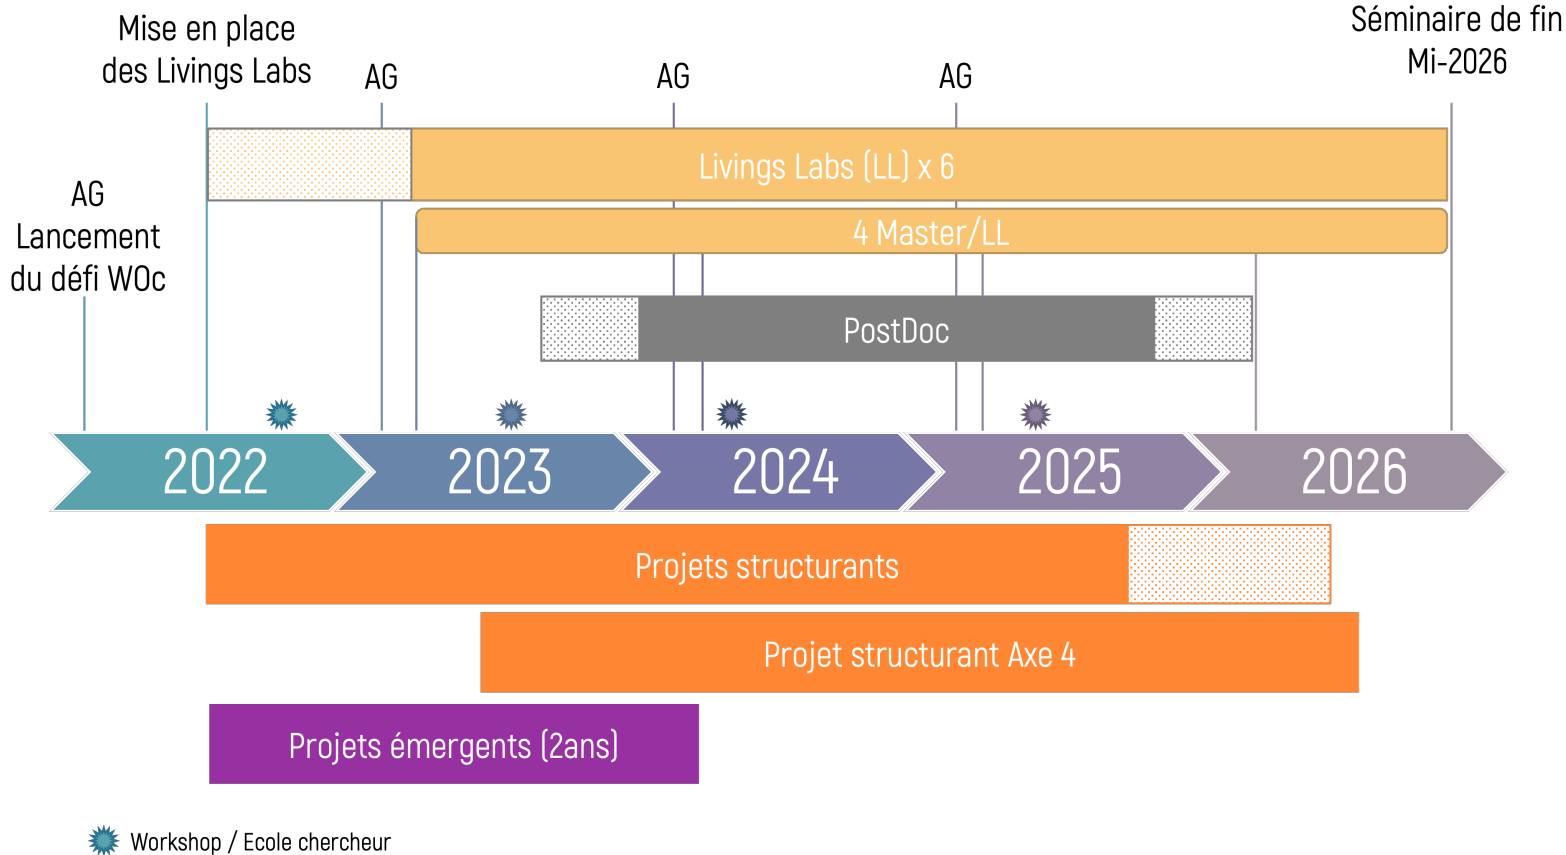 Mise en place
des Livings Labs
AG
AG
AG
Séminaire de fin
Mi-2026
AG
Lancement
du défi WOc
Livings Labs (LL) x 6
4 Master/LL
PostDoc
2022
2023
2024
2025
2026
Projets structurants
Projet structurant Axe 4
Projets émergents (2ans)
Workshop / Ecole chercheur